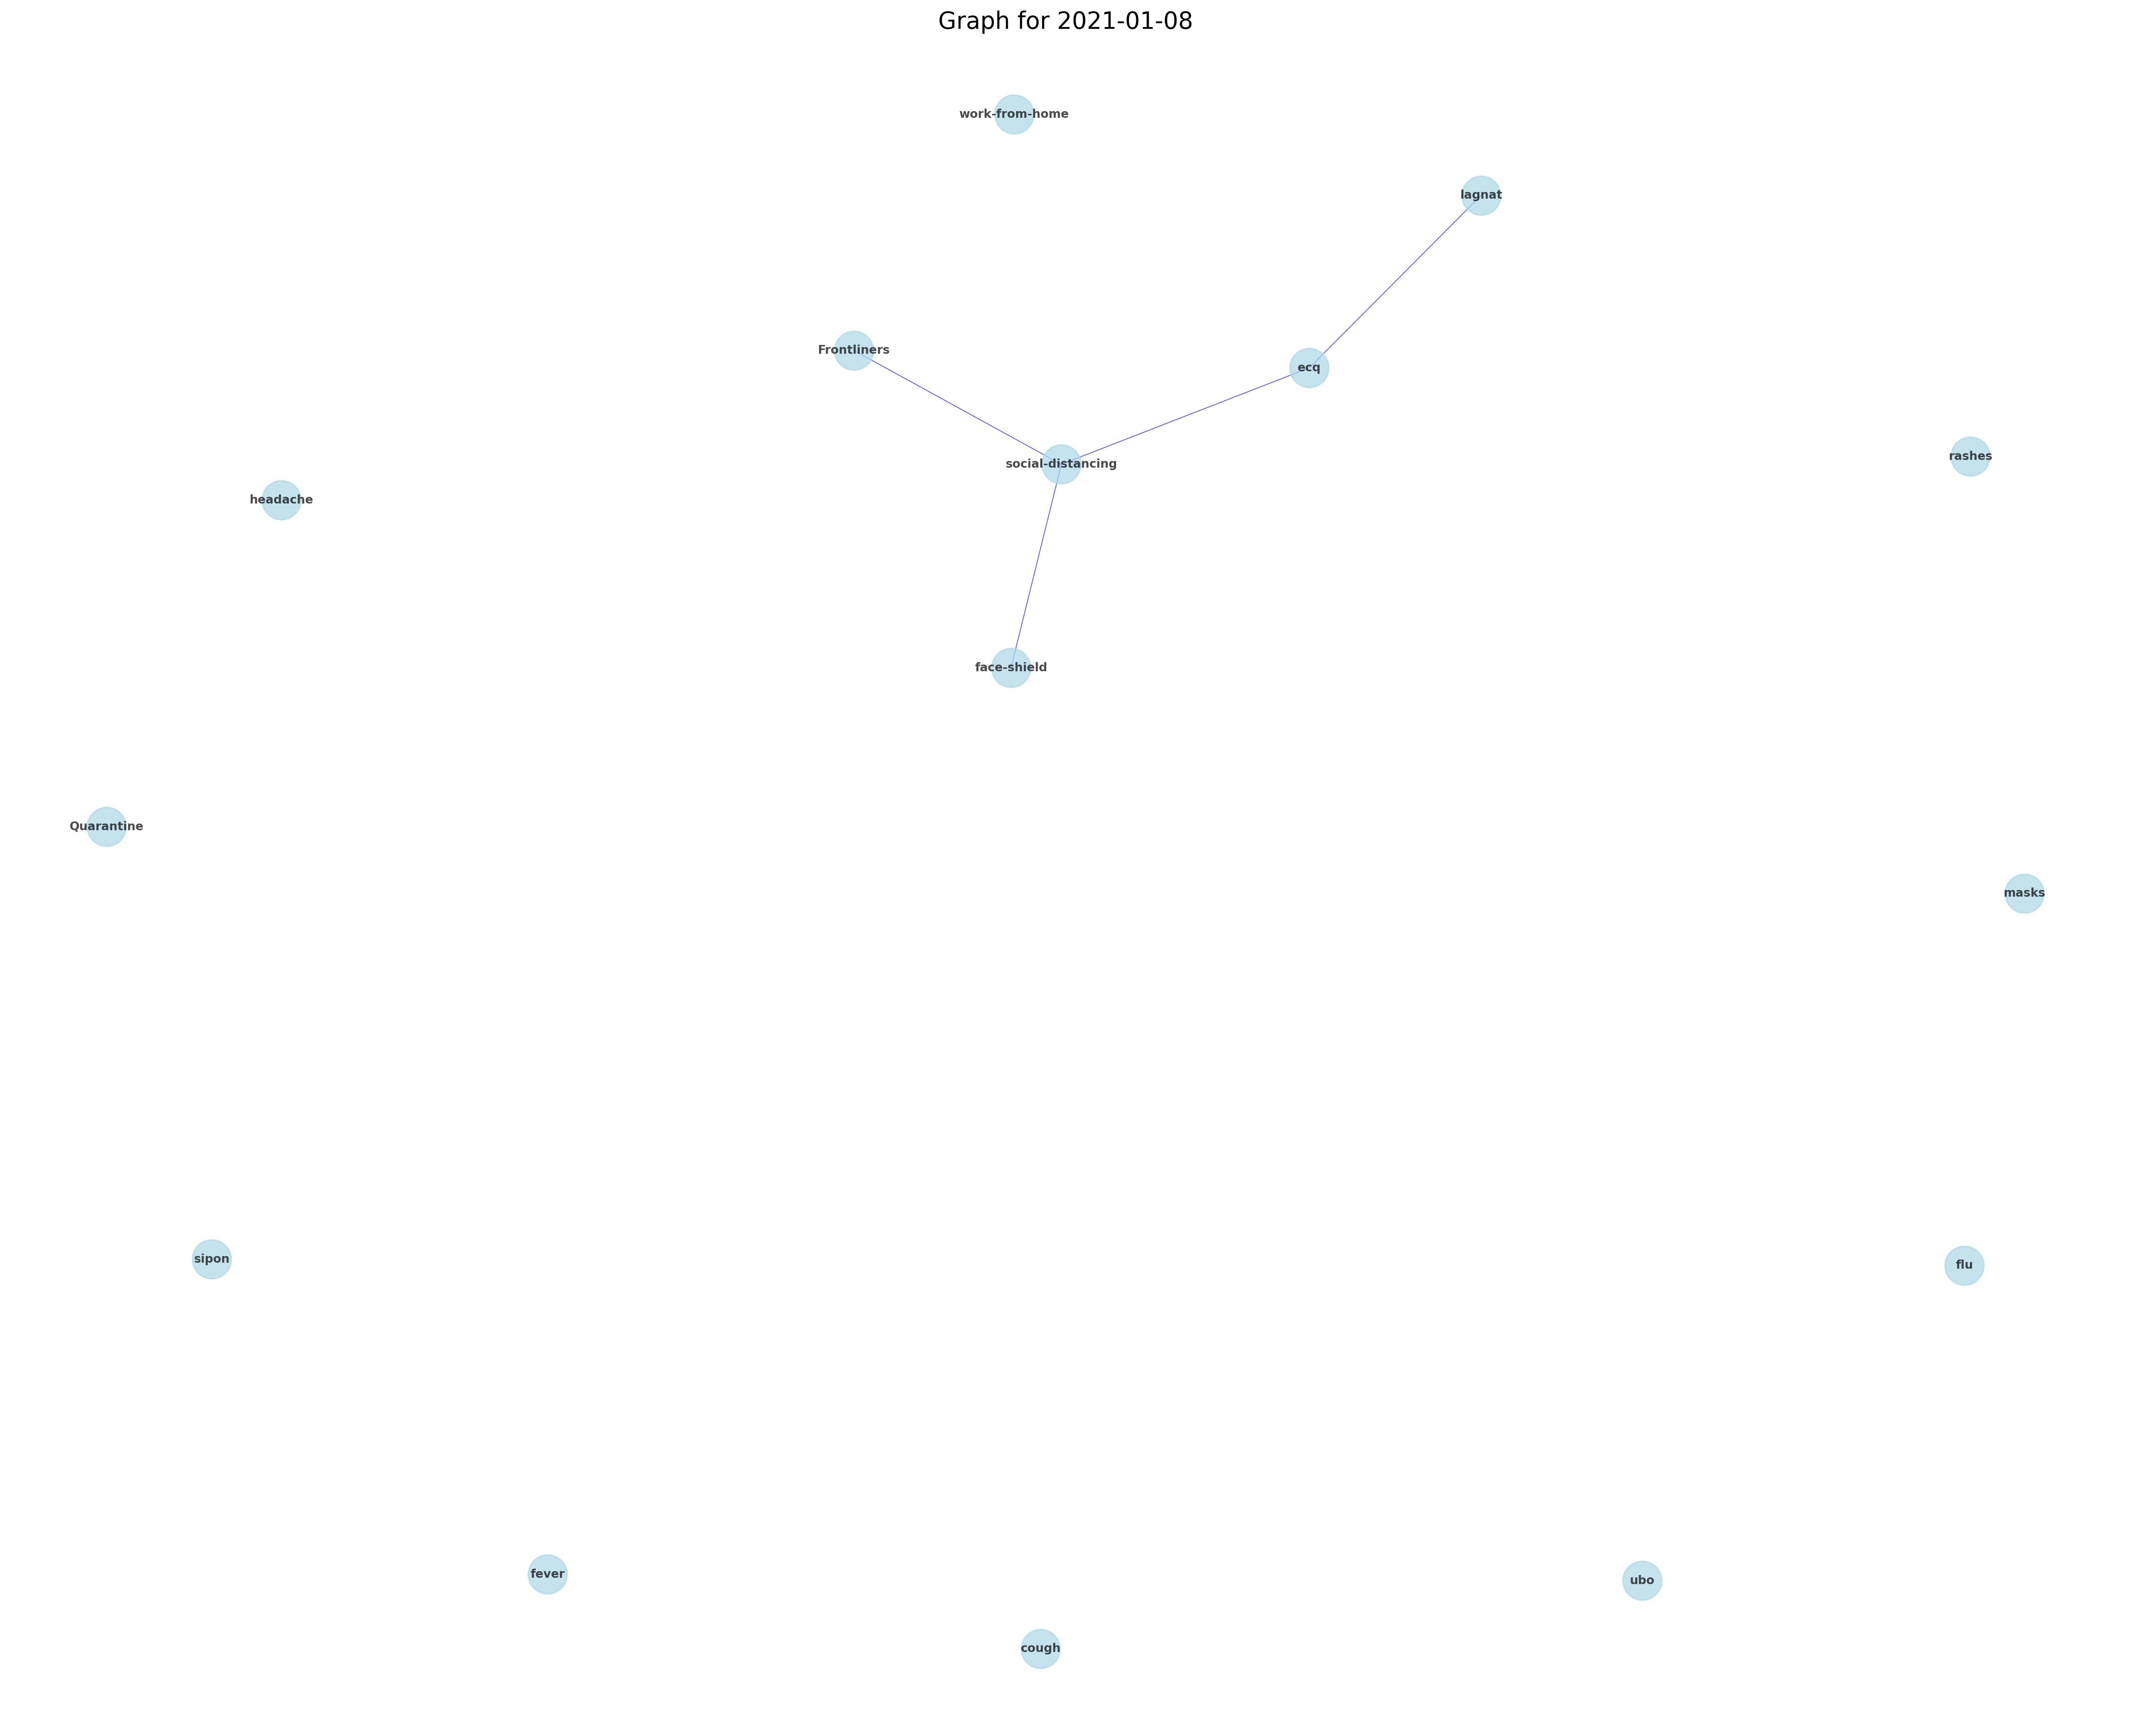 Graph for 2021-01-08
work-from-home
lagnat
Frontliners
ecq
rashes
social-distancing
headache
face-shield
Quarantine
masks
sipon
flu
fever
ubo
cough